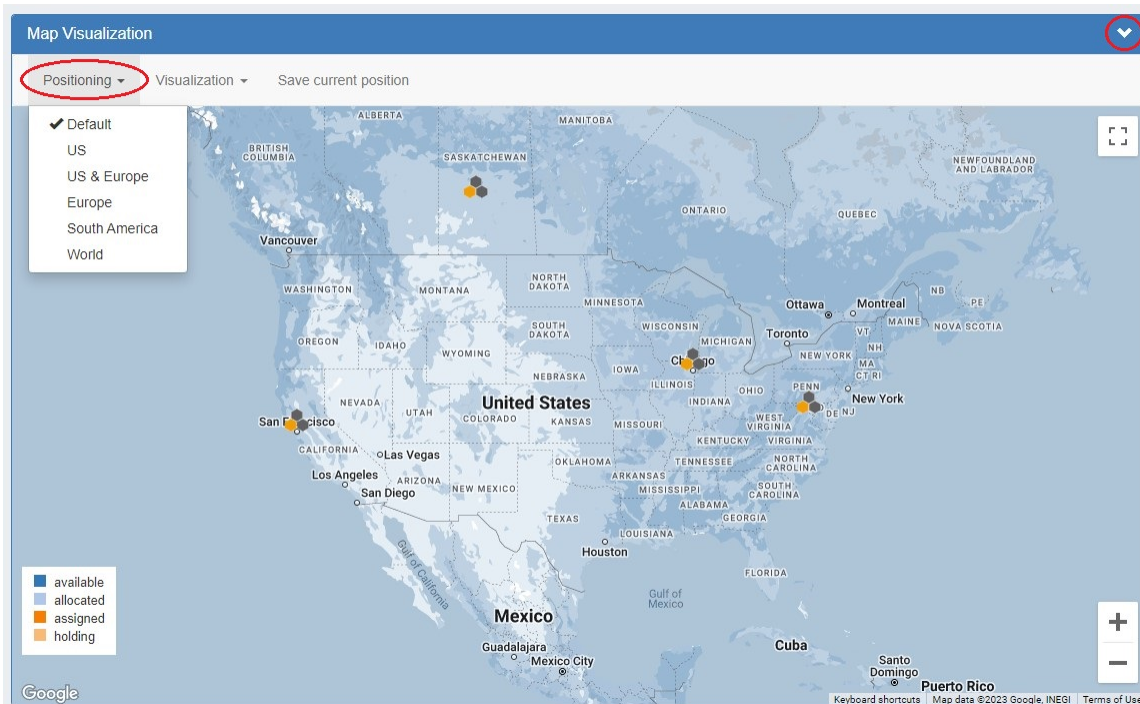 Map Visualization
Positioning
Visualization
Save current position
Default
US
US & Europe
Europe
South America
World
ALBERTA
MANITOBA
BRITISH
COLUMBIA
SASKATCHEWAN
NEWFOUNDLAND
AND LABRADOR
ONTARIO
QUEBEC
Vancouver
WASHINGTON
MONTANA
NORTH
DAKOTA
MINNESOTA
Ottawa
Montreal
NB
PE
MAINE
NOVA SCOTIA
OREGON
IDAHO
SOUTH
DAKOTA
WISCONSIN
MICHIGAN
Toronto
VT
NH
WYOMING
NEW YORK
MA
CT RI
IOWA
NEBRASKA
ILLINOIS
INDIANA
OHIO
PENN
New York
NEVADA
UTAH
United States
COLORADO
KANSAS
MISSOURI
WEST
VIRGINIA
DE
NJ
KENTUCKY
VIRGINIA
CALIFORNIA
Las Vegas
Los Angeles
ARIZONA
NEW MEXICO
San Diego
OKLAHOMA
ARKANSAS
TENNESSEE
NORTH
CAROLINA
MISSISSIPPI
SOUTH
CAROLINA
ALABAMA
GEORGIA
TEXAS
LOUISIANA
Houston
FLORIDA
Gulf of California
Gulf of
Mexico
Mexico
Guadalajara
Mexico City
Cuba
Santo
Domingo
Puerto Rico
available
allocated
assigned
holding
Google
Keyboard shortcuts
Map data ©2023 Google, INEGI
Terms of Use